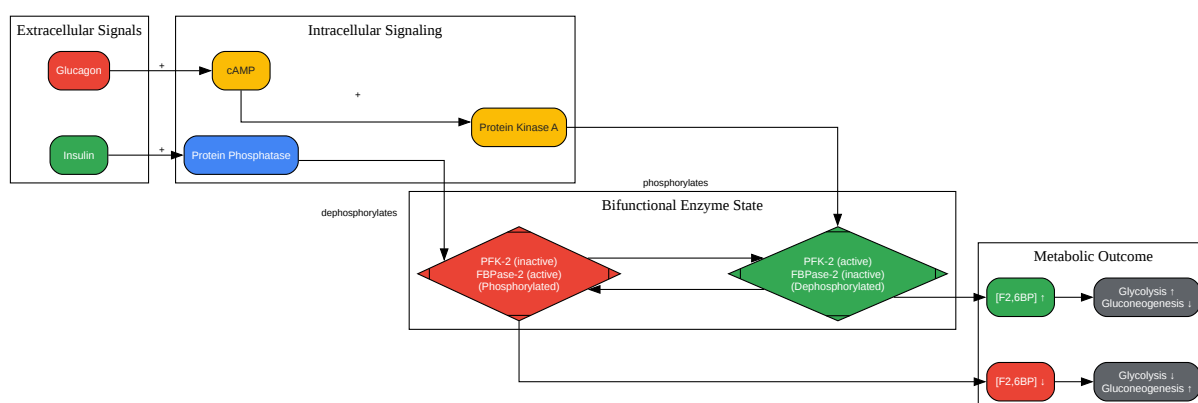 Extracellular Signals
Intracellular Signaling
Glucagon
+
cAMP
+
Protein Kinase A
Insulin
+
Protein Phosphatase
phosphorylates
dephosphorylates
Bifunctional Enzyme State
PFK-2 (inactive)
FBPase-2 (active)
(Phosphorylated)
PFK-2 (active)
FBPase-2 (inactive)
(Dephosphorylated)
Metabolic Outcome
[F2,6BP] ↑
Glycolysis ↑
Gluconeogenesis ↓
[F2,6BP] ↓
Glycolysis ↓
Gluconeogenesis ↑